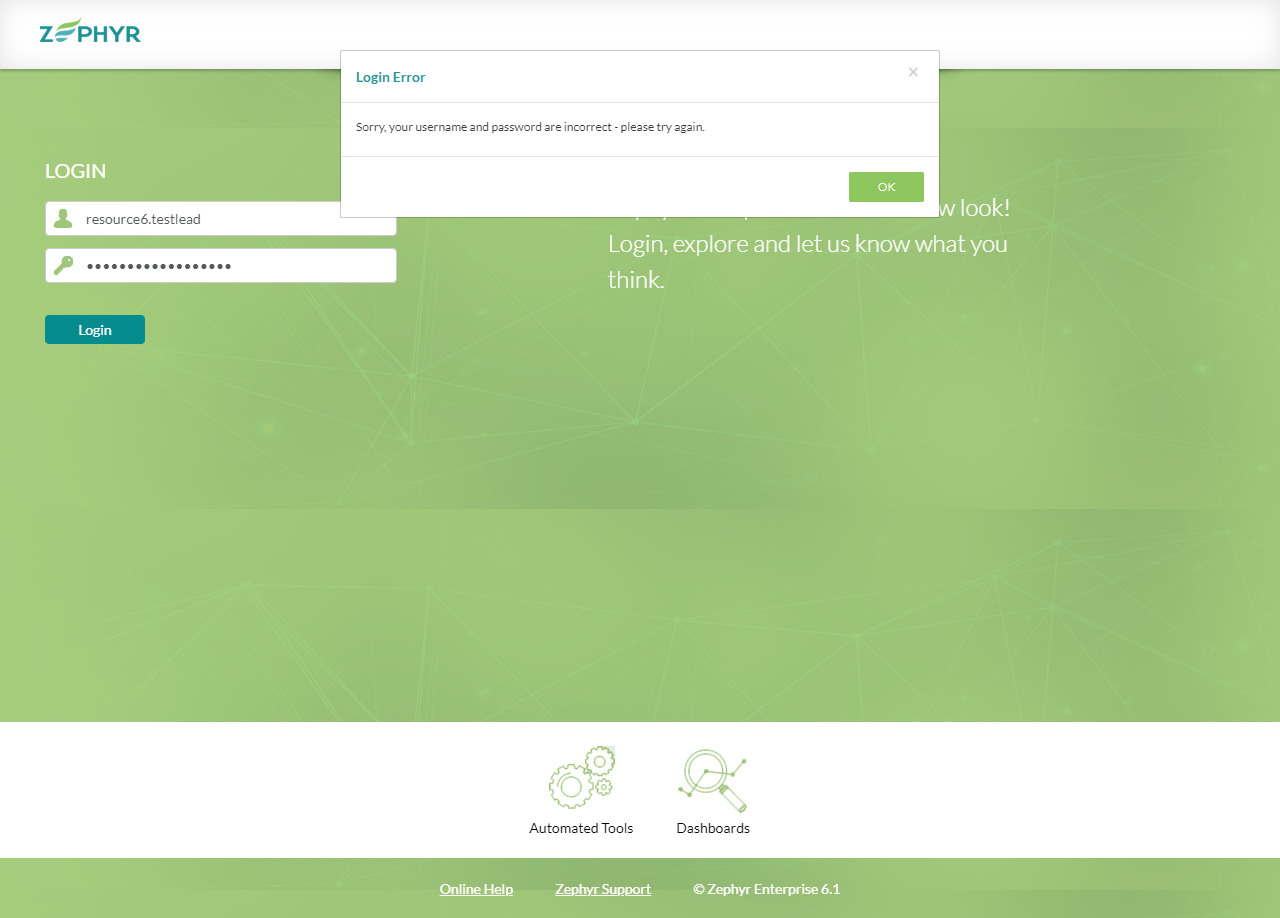 ZEPHYR
Login Error
×
Sorry, your username and password are incorrect - please try again.
OK
LOGIN
resource6.testlead
••••••••••••••••••
Login
look!
Login, explore and let us know what you
think.
Automated Tools
Dashboards
Online Help
Zephyr Support
© Zephyr Enterprise 6.1